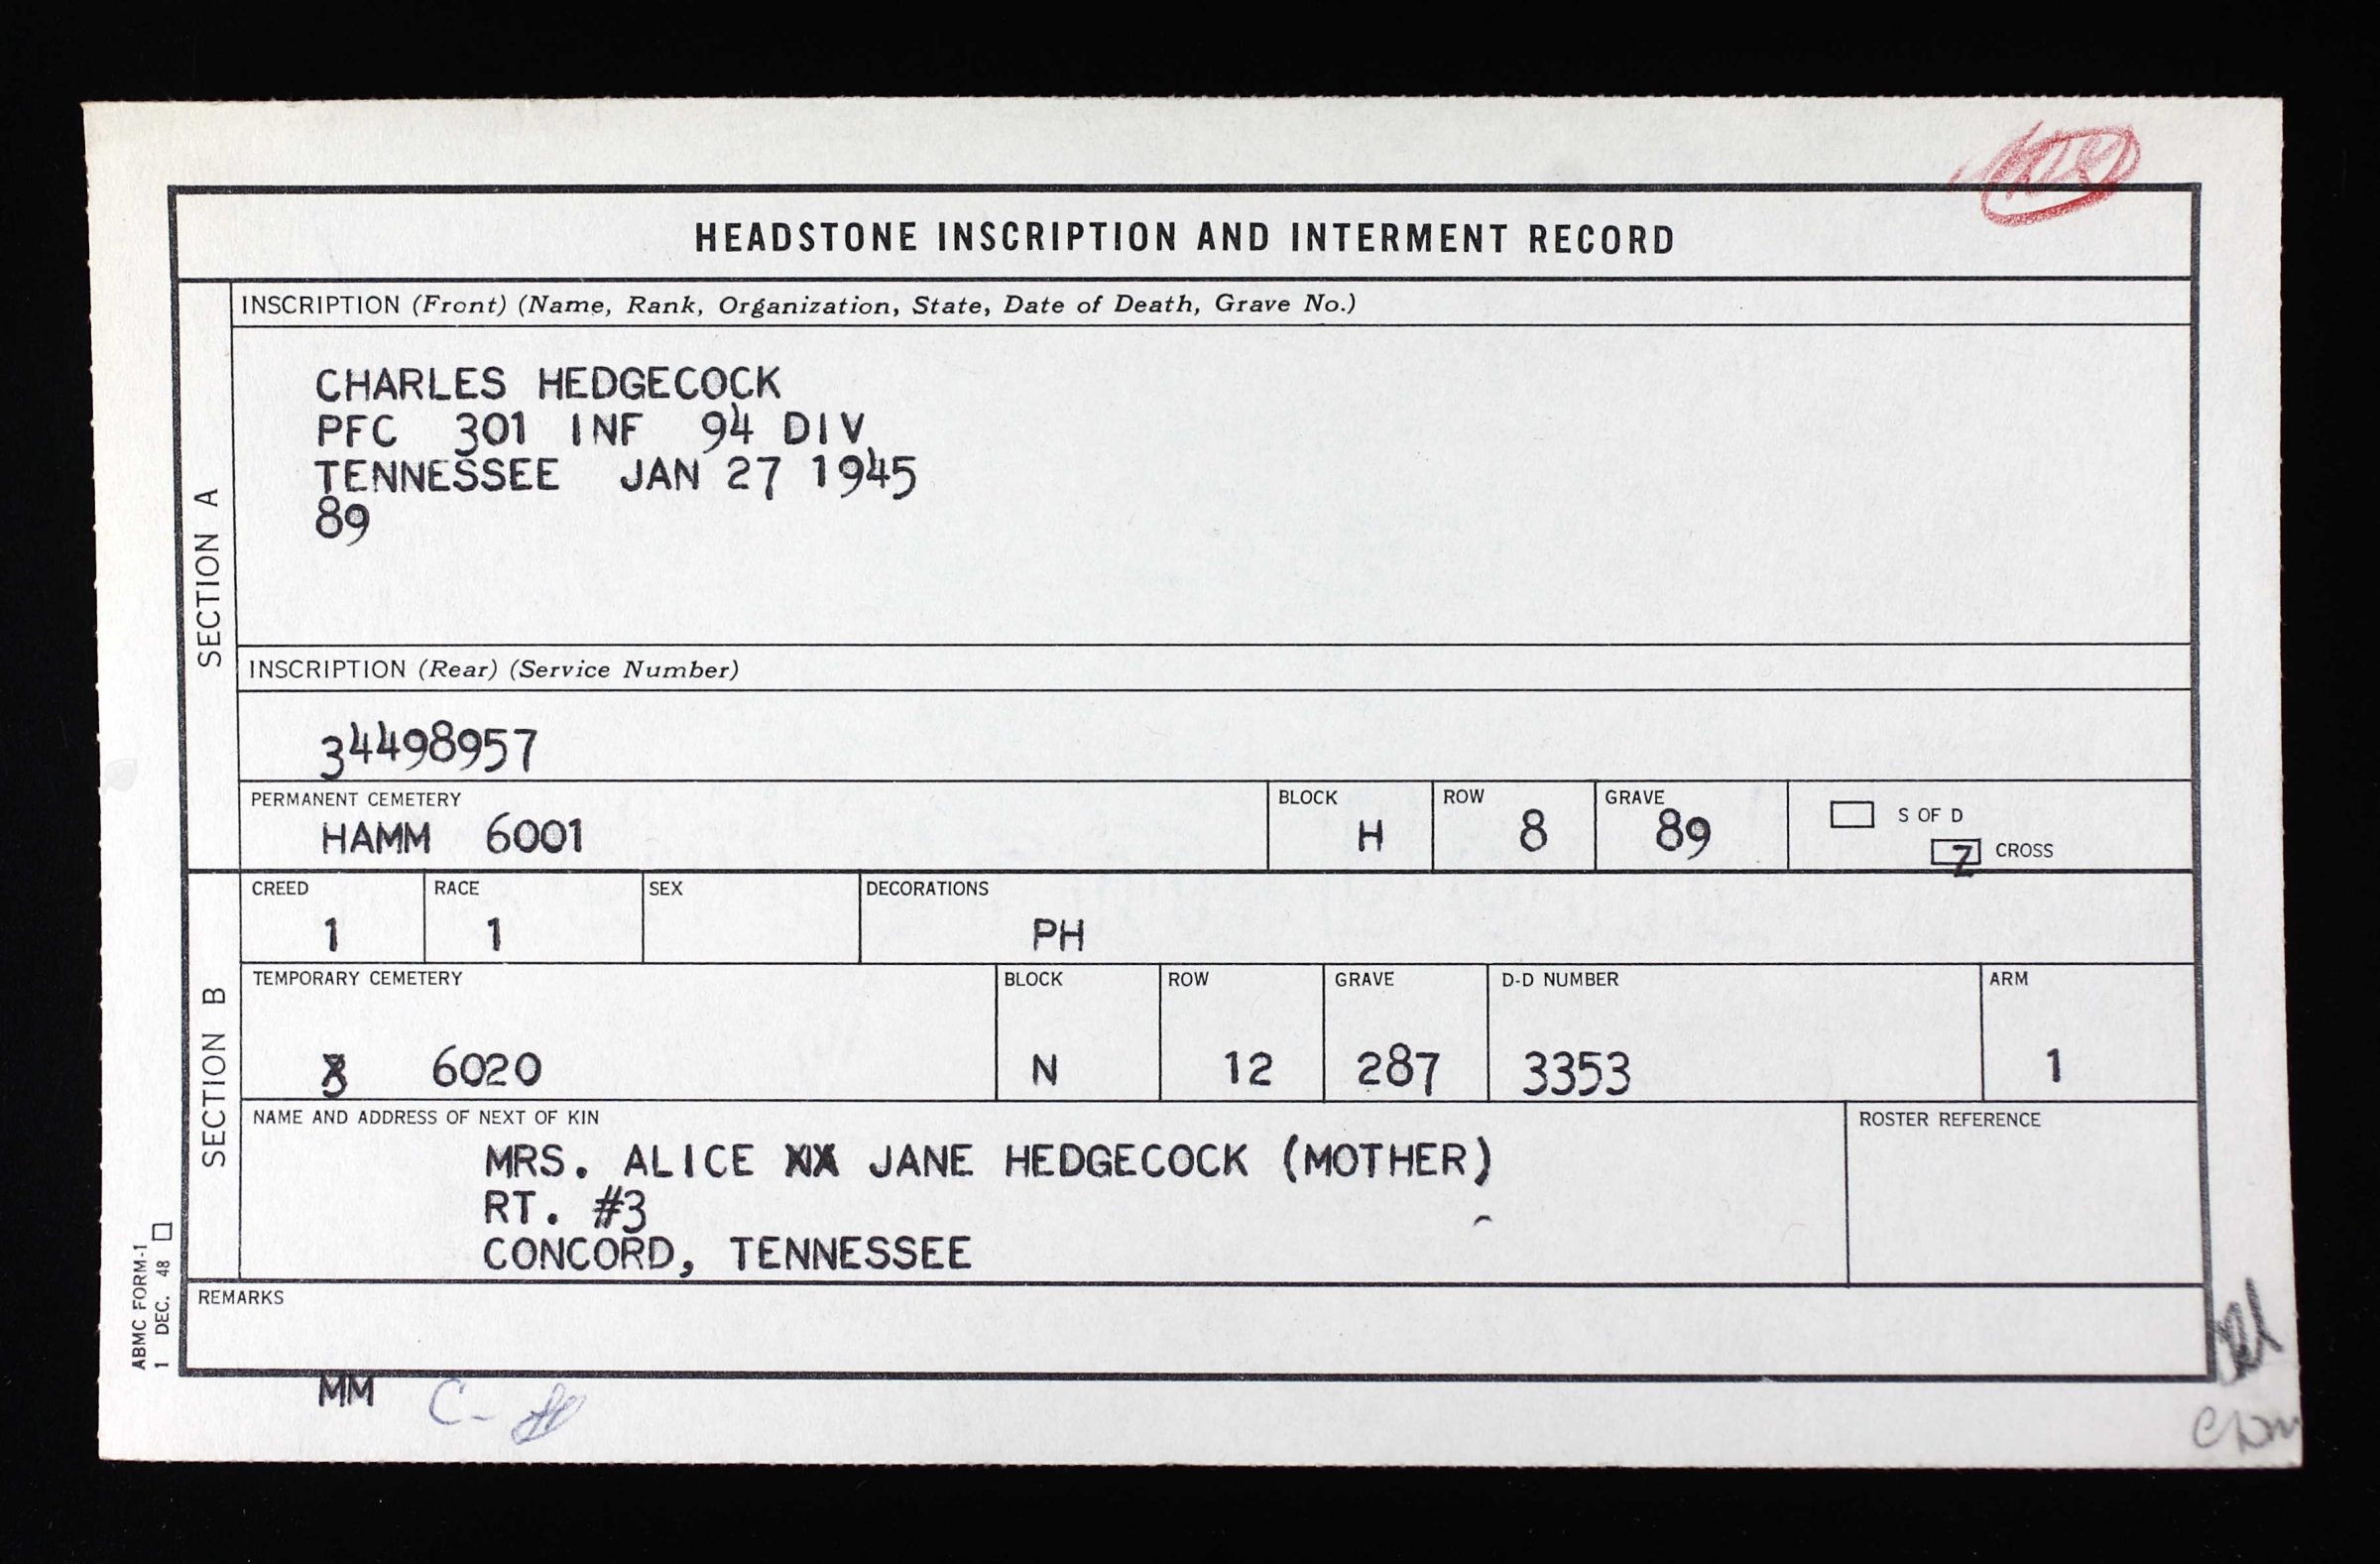 HEADSTONE INSCRIPTION AND INTERMENT RECORD
SECTION A
INSCRIPTION (Front) (Name, Rank, Organization, State, Date of Death, Grave No.)
CHARLES HEDGECOCK
PFC 301 INF 94 DIV
TENNESSEE JAN 27 1945
89
INSCRIPTION (Rear) (Service Number)
34498957
PERMANENT CEMETERY BLOCK ROW GRAVE S OF D
HAMM 6001 H 8 89 Z CROSS
SECTION B
CREED RACE SEX DECORATIONS
1 1 PH
TEMPORARY CEMETERY BLOCK ROW GRAVE D-D NUMBER ARM
6020 N 12 287 3353 1
NAME AND ADDRESS OF NEXT OF KIN ROSTER REFERENCE
MRS. ALICE XX JANE HEDGECOCK (MOTHER)
RT. #3
CONCORD, TENNESSEE
REMARKS
ABMC FORM-1
1 DEC. 48
MM C-